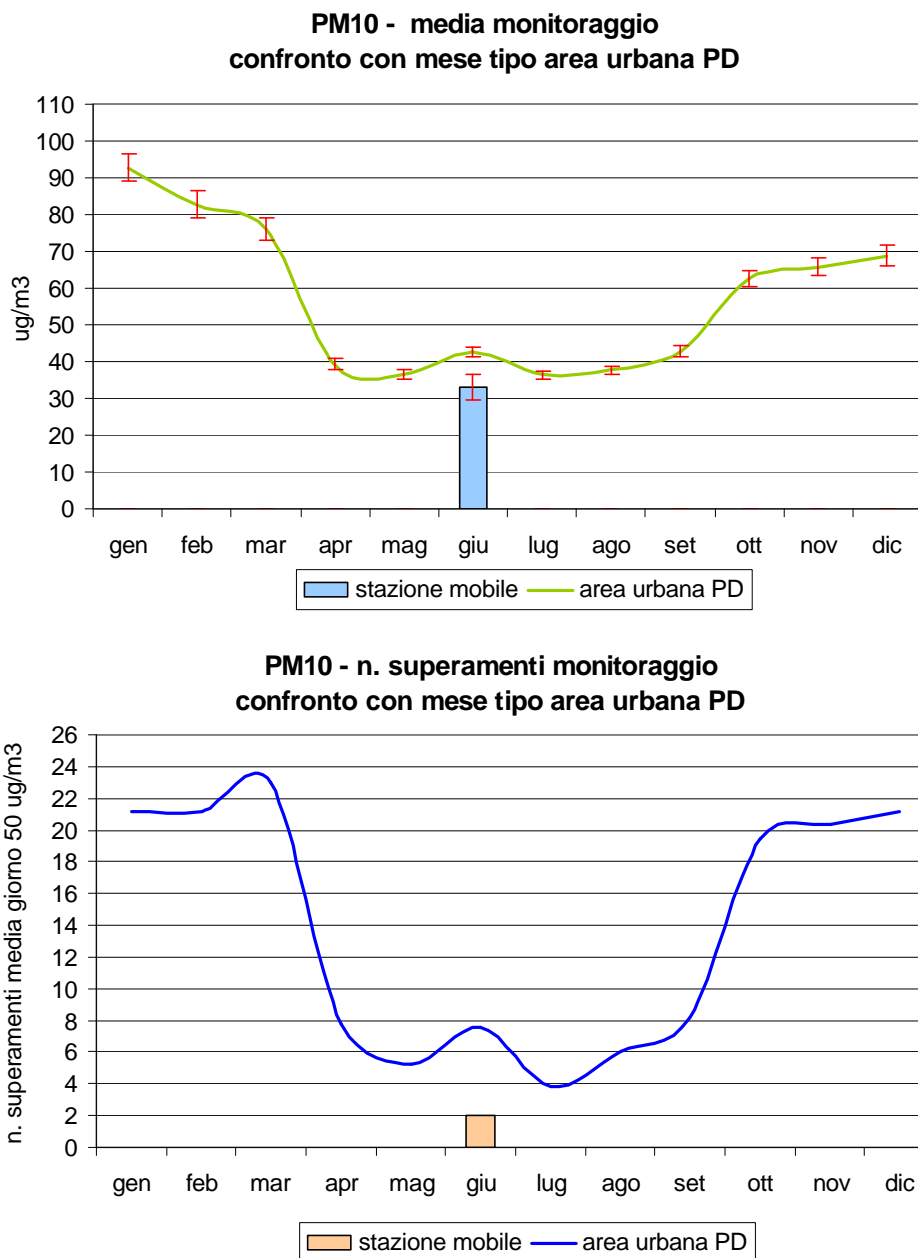 PM10 - media monitoraggio
confronto con mese tipo area urbana PD
110
100
90
80
70
60
50
40
30
20
10
0
ug/m3
gen feb mar apr mag giu lug ago set ott nov dic
stazione mobile area urbana PD
PM10 - n. superamenti monitoraggio
confronto con mese tipo area urbana PD
26
24
22
20
18
16
14
12
10
8
6
4
2
0
n. superamenti media giorno 50 ug/m3
gen feb mar apr mag giu lug ago set ott nov dic
stazione mobile area urbana PD